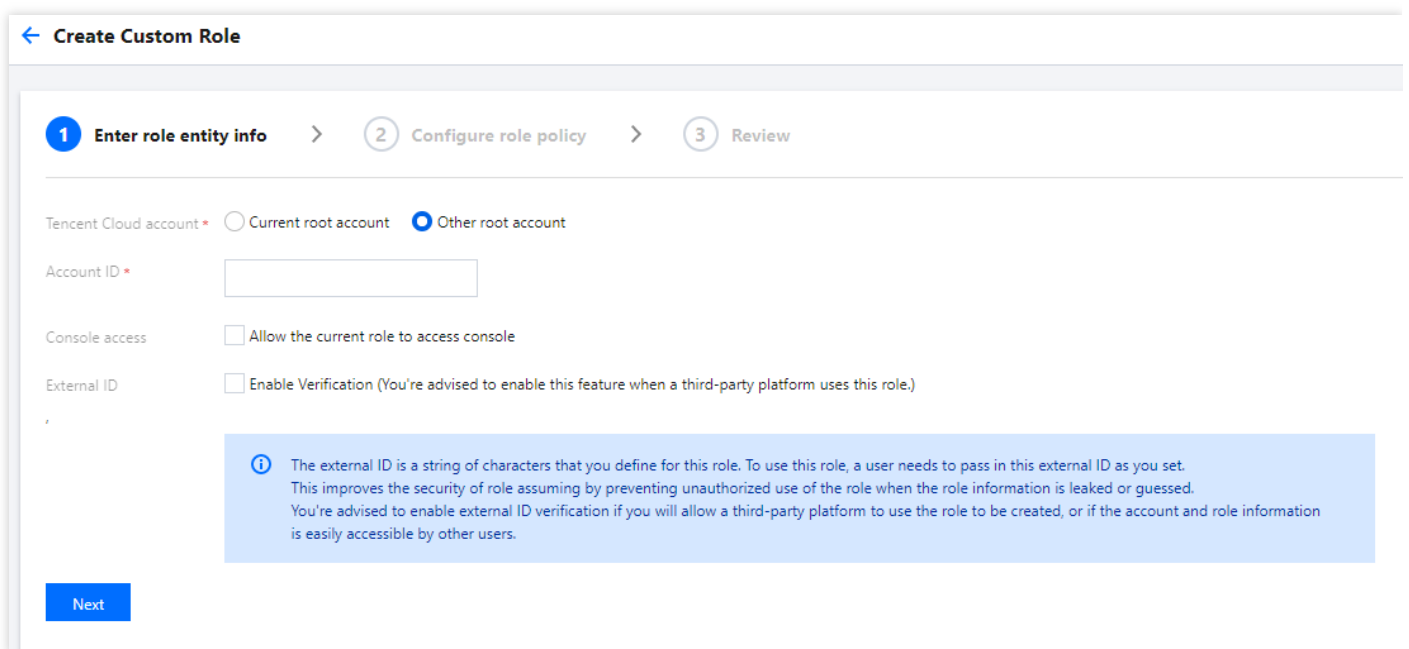 Create Custom Role
1 Enter role entity info > 2 Configure role policy > 3 Review
Tencent Cloud account * Current root account Other root account
Account ID *
Console access Allow the current role to access console
External ID Enable Verification (You're advised to enable this feature when a third-party platform uses this role.)
,
The external ID is a string of characters that you define for this role. To use this role, a user needs to pass in this external ID as you set.
This improves the security of role assuming by preventing unauthorized use of the role when the role information is leaked or guessed.
You're advised to enable external ID verification if you will allow a third-party platform to use the role to be created, or if the account and role information
is easily accessible by other users.
Next